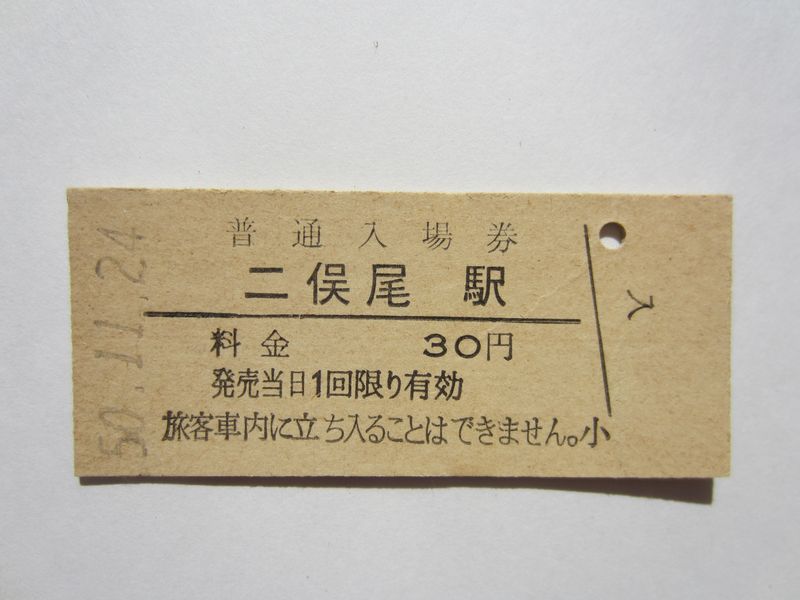 普通入場券
二俣尾 駅
料金 30円
発売当日1回限り有効
旅客車内に立ち入ることはできません。小
入
50.11.24